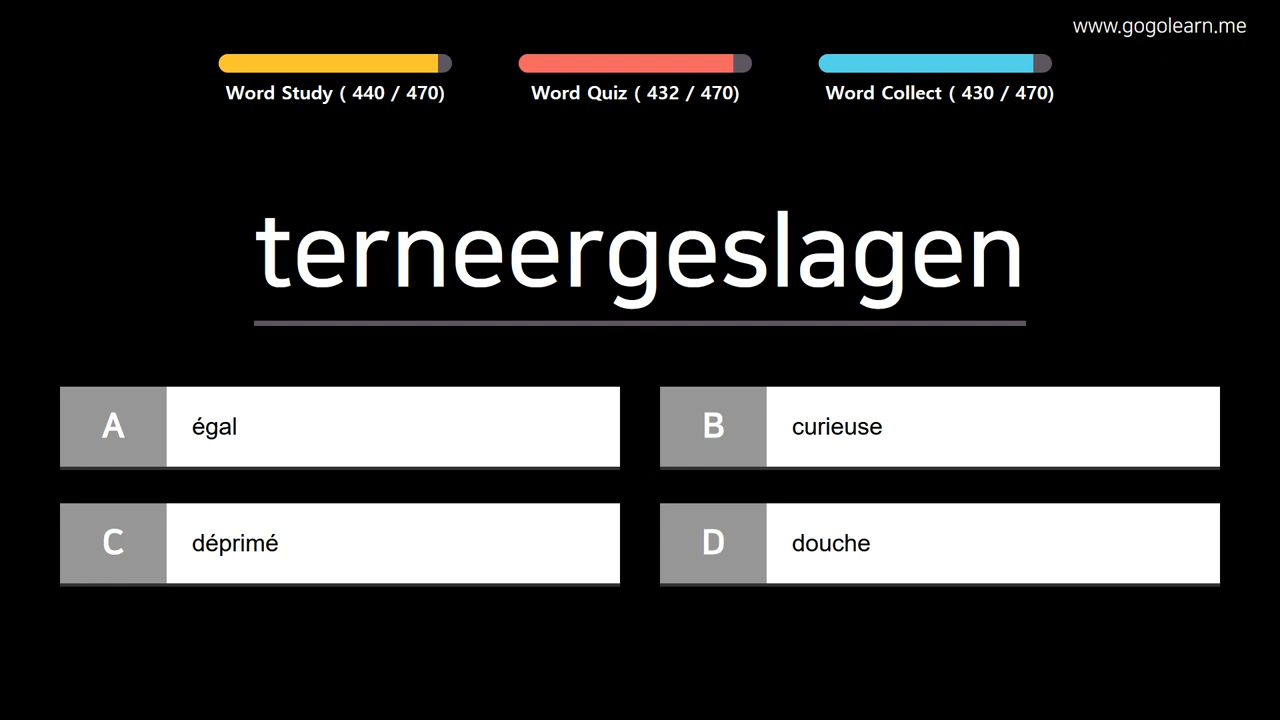 www.gogolearn.me
Word Study ( 440 / 470)
Word Quiz ( 432 / 470)
Word Collect ( 430 / 470)
terneergeslagen
A égal
B curieuse
C déprimé
D douche